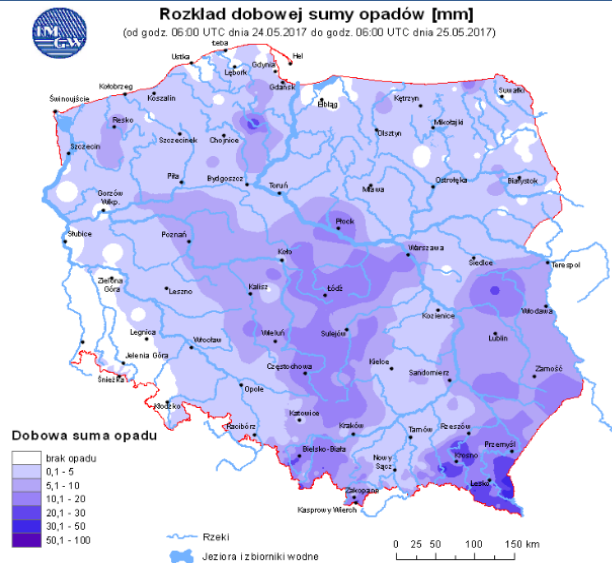 Rozkład dobowej sumy opadów [mm]
(od godz. 06:00 UTC dnia 24.05.2017 do godz. 06:00 UTC dnia 25.05.2017)
IM
GW
Łeba
Ustka
Hel
Gdynia
Lębork
Gdańsk
Kołobrzeg
Koszalin
Świnoujście
Elbląg
Kętrzyn
Suwałki
Resko
Szczecinek
Chojnice
Olsztyn
Mikołajki
Szczecin
Piła
Bydgoszcz
Toruń
Mława
Ostrołęka
Białystok
Gorzów
Wlkp.
Płock
Słubice
Poznań
Koło
Warszawa
Siedlce
Terespol
Zielona
Góra
Leszno
Kalisz
Łódź
Kozienice
Włodawa
Legnica
Wrocław
Wieluń
Sulejów
Lublin
Jelenia Góra
Śnieżka
Częstochowa
Kielce
Sandomierz
Zamość
Kłodzko
Opole
Katowice
Racibórz
Kraków
Tarnów
Rzeszów
Przemyśl
Bielsko-Biała
Nowy
Sącz
Krosno
Lesko
Zakopane
Kasprowy Wierch
Dobowa suma opadu
brak opadu
0,1 - 5
5,1 - 10
10,1 - 20
20,1 - 30
30,1 - 50
50,1 - 100
Rzeki
Jeziora i zbiorniki wodne
0 25 50 100 150 km